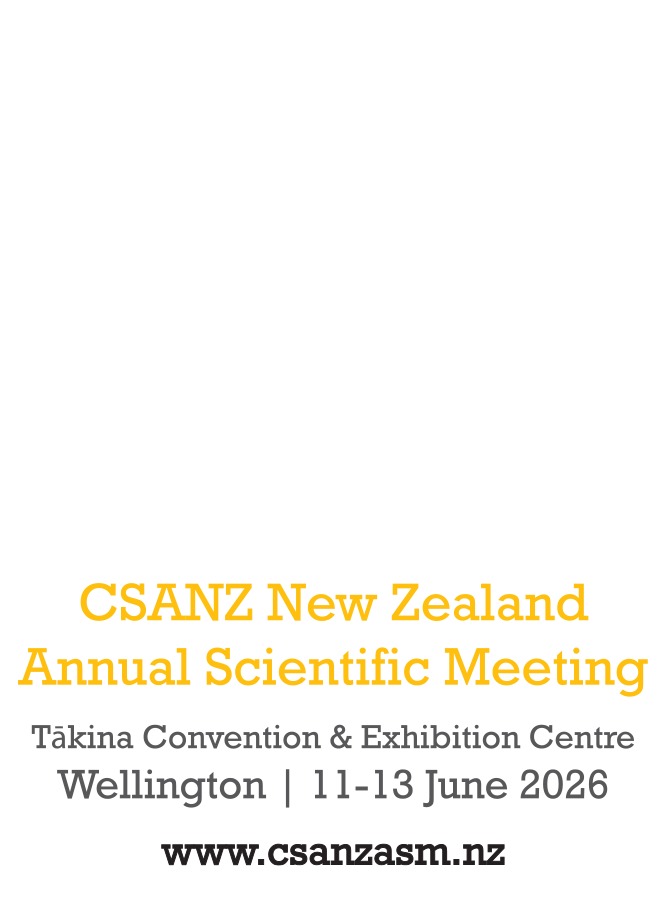 CSANZ New Zealand
Annual Scientific Meeting
Tākina Convention & Exhibition Centre
Wellington | 11-13 June 2026
www.csanzasm.nz